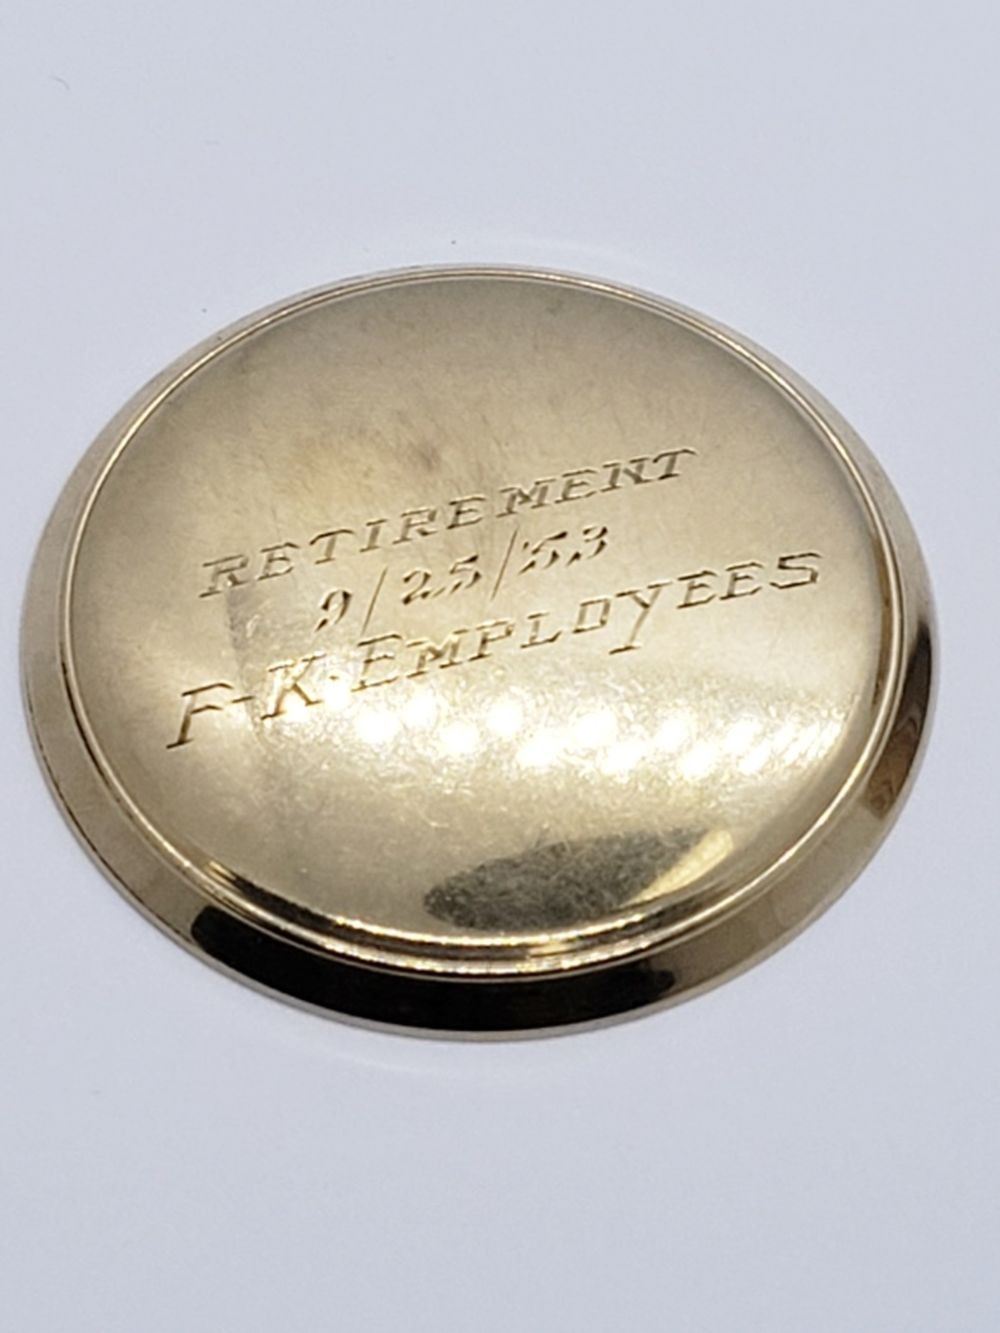 RETIREMENT
9/25/53
F-K-EMPLOYEES